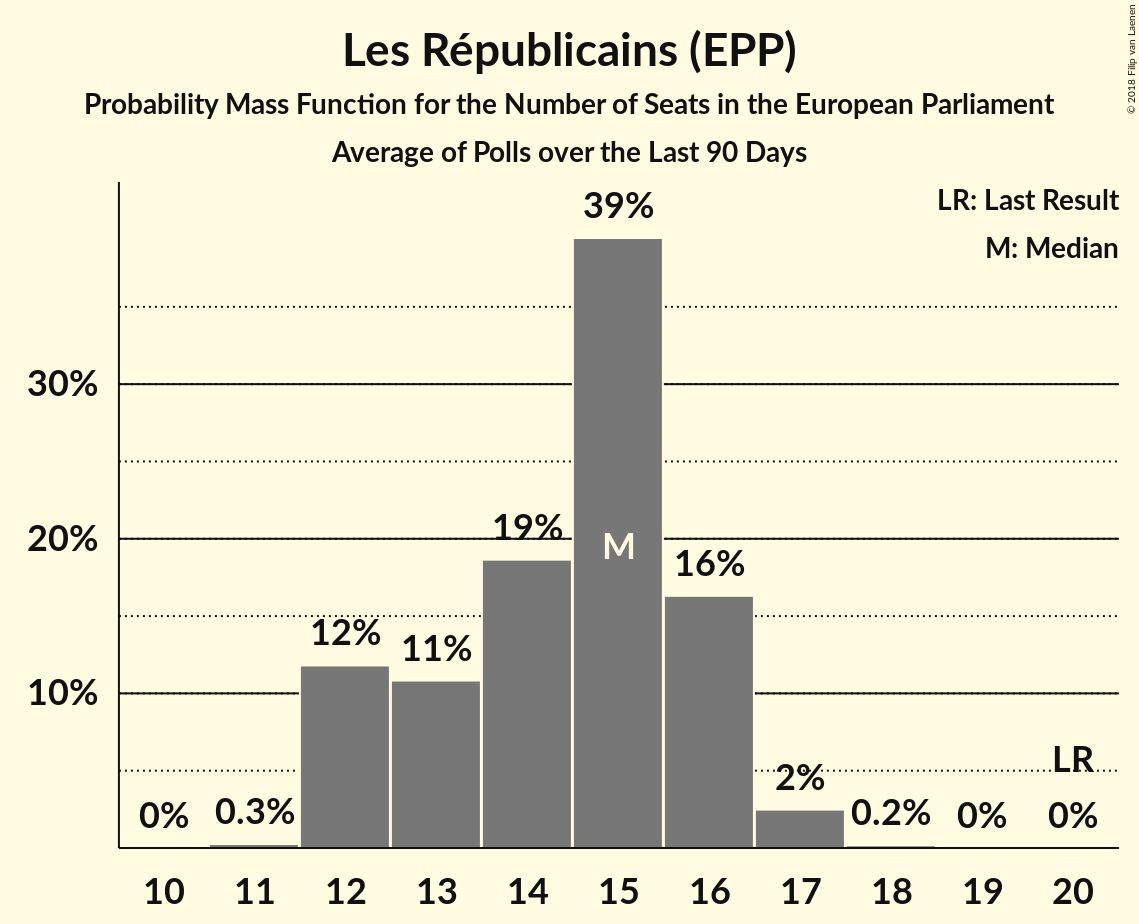 Les Républicains (EPP)
Probability Mass Function for the Number of Seats in the European Parliament
Average of Polls over the Last 90 Days
© 2018 Filip van Laenen
LR: Last Result
M: Median
39%
30%
20%
10%
19%
M
16%
12%
11%
LR
2%
0%
0.3%
0.2%
0%
0%
10 11 12 13 14 15 16 17 18 19 20